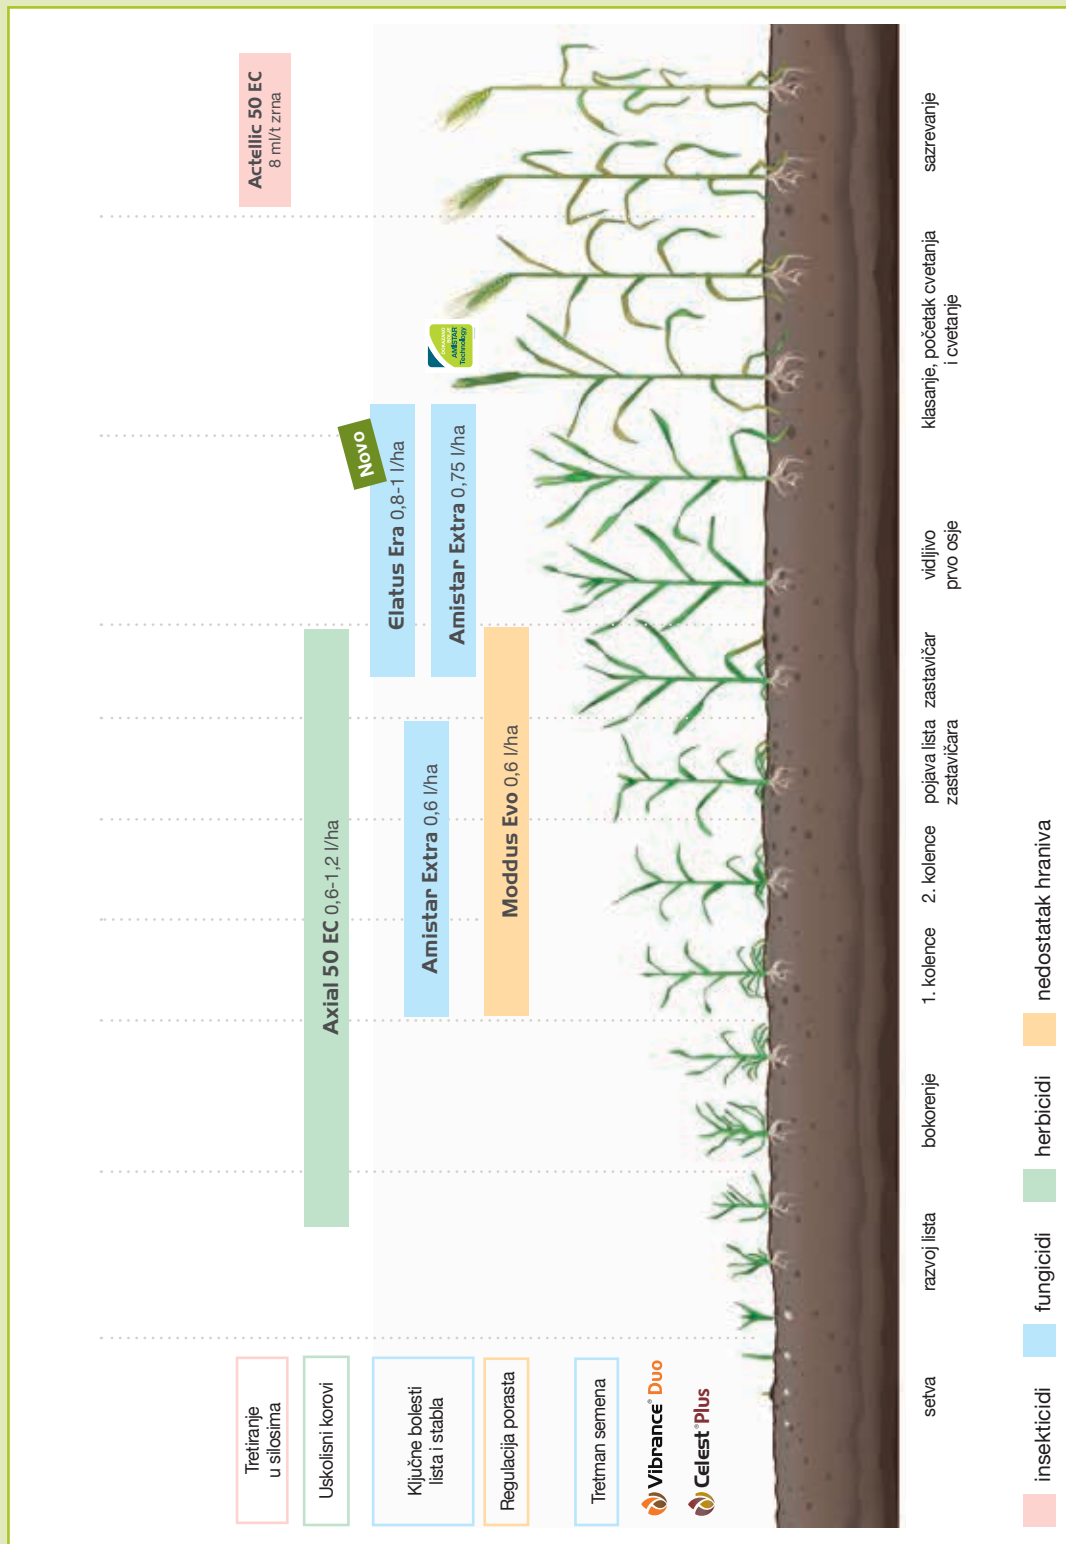 Tretiranje
u silosima
Actellic 50 EC
8 ml/t zrna
Uskolisni korovi
Axial 50 EC 0,6-1,2 l/ha
Ključne bolesti
lista i stabla
Novo
Elatus Era 0,8-1 l/ha
Amistar Extra 0,6 l/ha
Amistar Extra 0,75 l/ha
AMISTAR
Technology
Regulacija porasta
Moddus Evo 0,6 l/ha
Tretman semena
Vibrance® Duo
Celest® Plus
setva
razvoj lista
bokorenje
1. kolence
2. kolence
pojava lista
zastavičara
zastavičar
vidljivo
prvo osje
klasanje, početak cvetanja
i cvetanje
sazrevanje
insekticidi
fungicidi
herbicidi
nedostatak hraniva